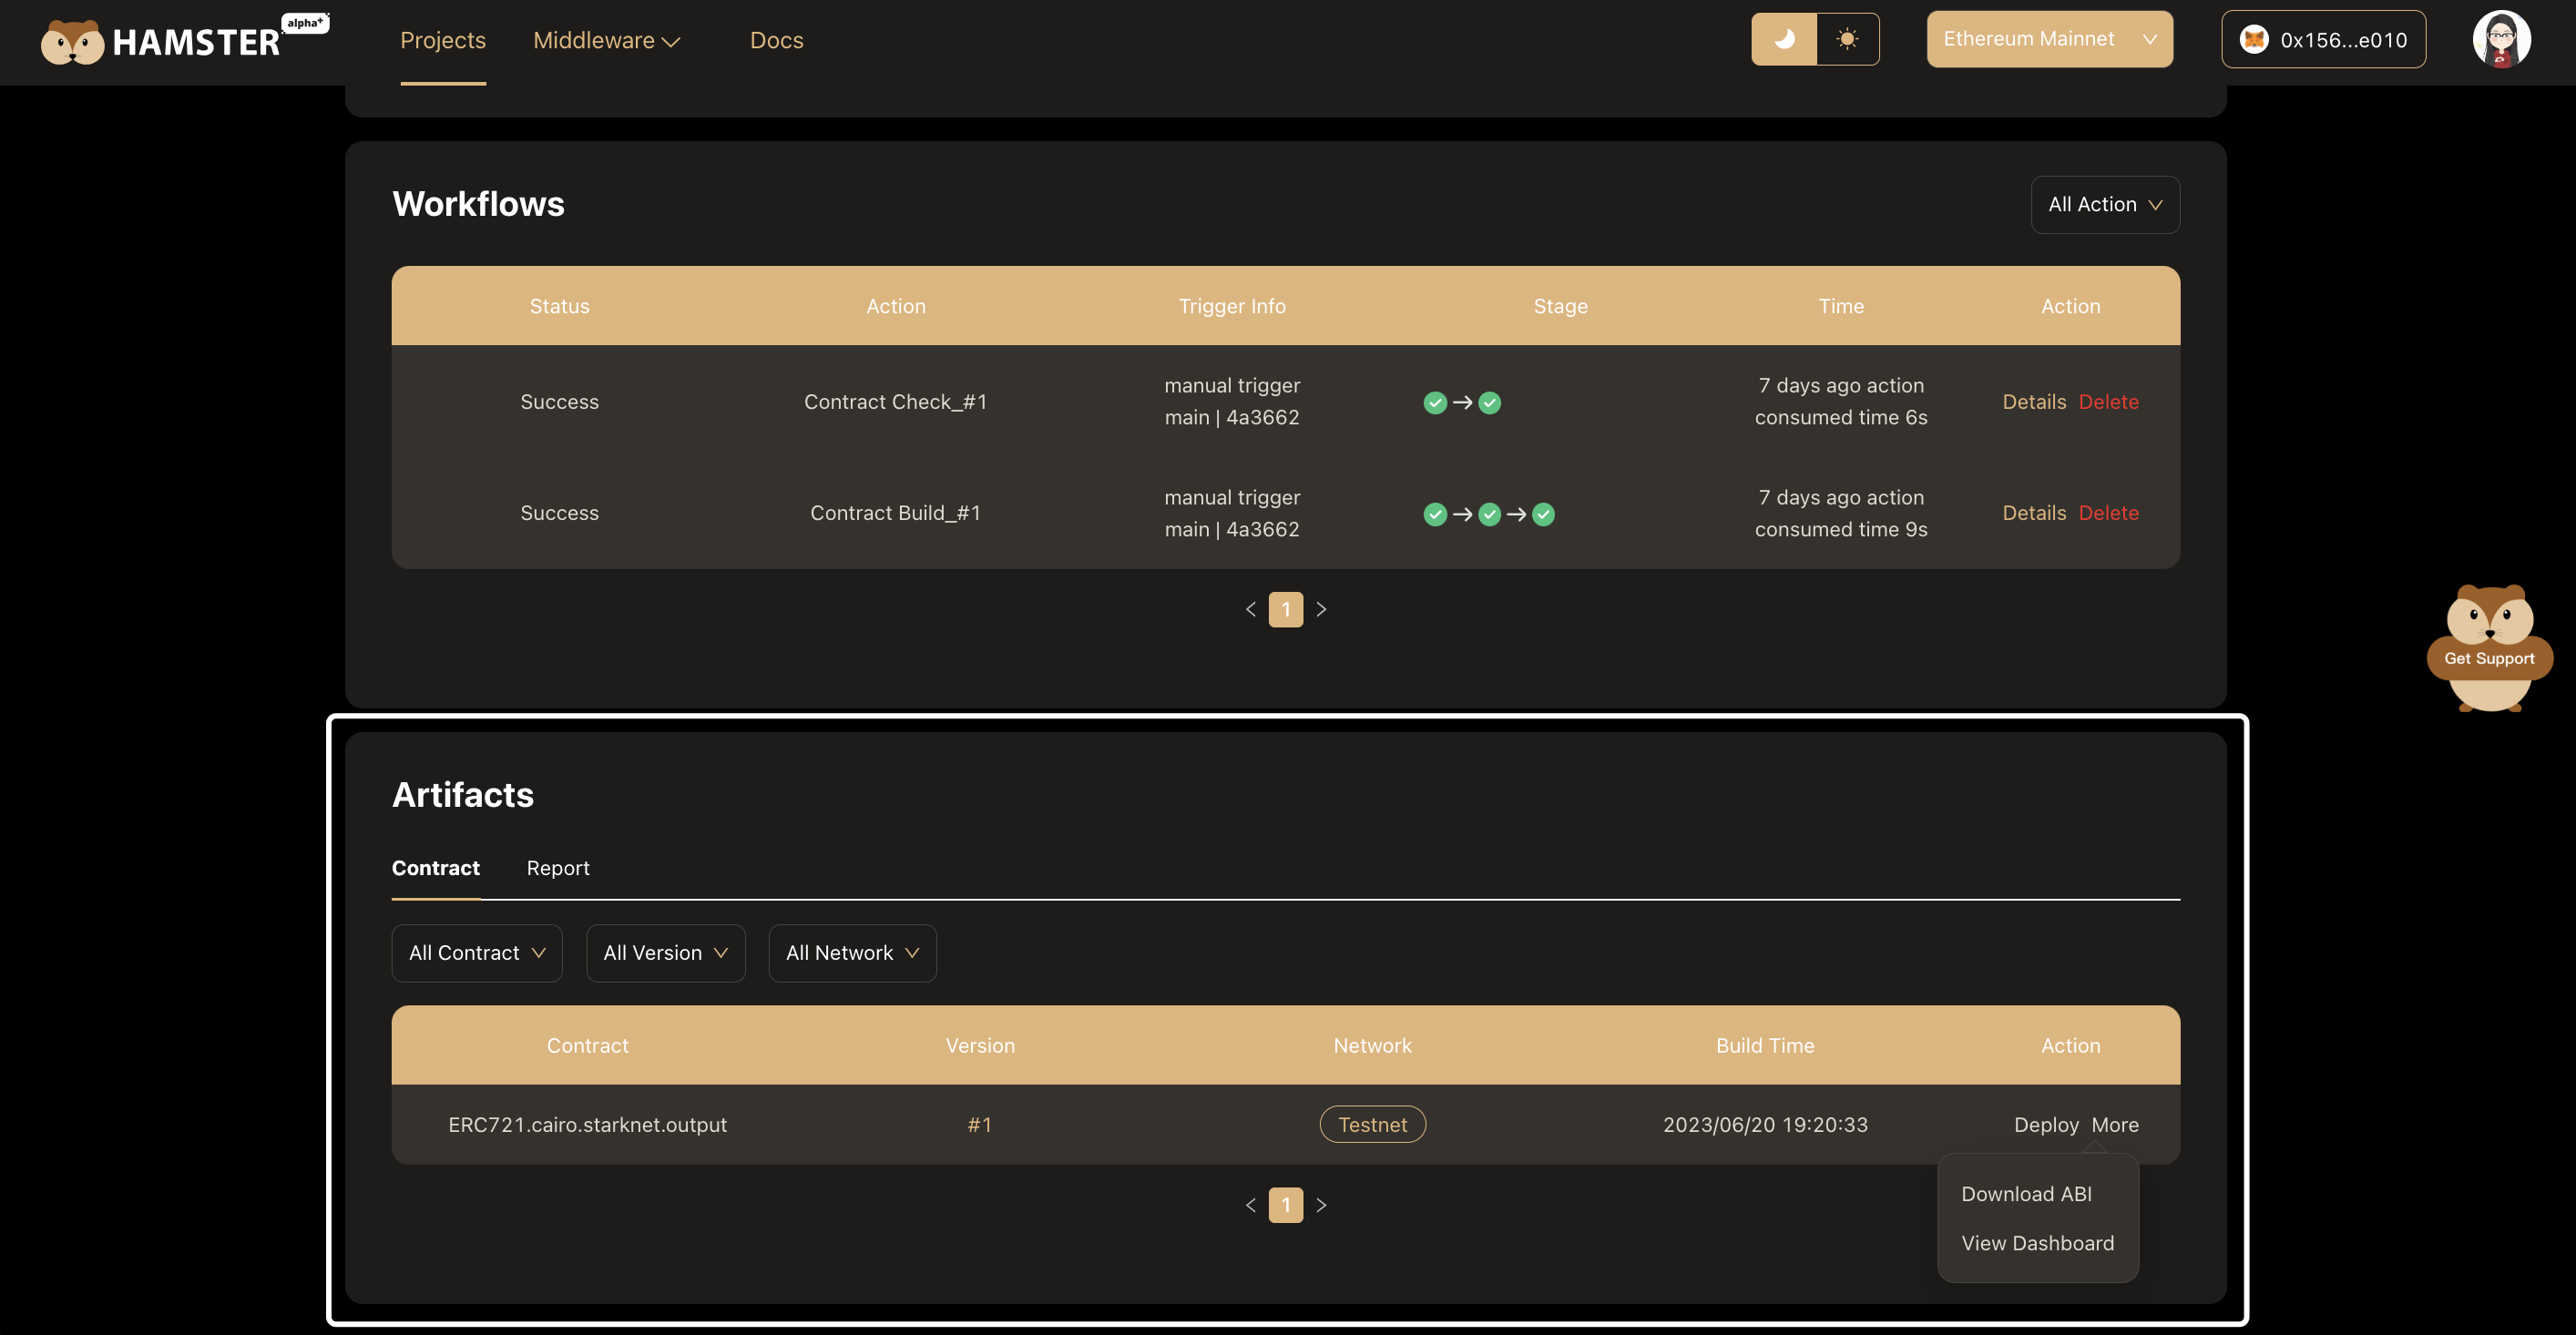 HAMSTER alpha+ Projects Middleware Docs Ethereum Mainnet 0x156...e010
Workflows All Action
Status Action Trigger Info Stage Time Action
Success Contract Check_#1 manual trigger 7 days ago action Details Delete
main | 4a3662 consumed time 6s
Success Contract Build_#1 manual trigger 7 days ago action Details Delete
main | 4a3662 consumed time 9s
1
Get Support
Artifacts
Contract Report
All Contract All Version All Network
Contract Version Network Build Time Action
ERC721.cairo.starknet.output #1 Testnet 2023/06/20 19:20:33 Deploy More
Download ABI
1
View Dashboard